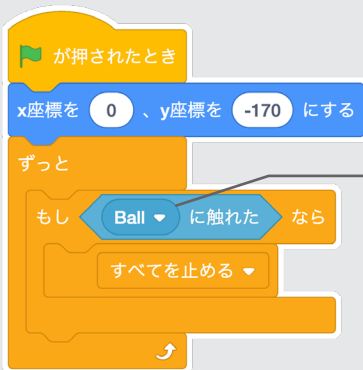 が押されたとき
x座標を 0 、y座標を -170 にする
ずっと
もし Ball に触れた なら
すべてを止める